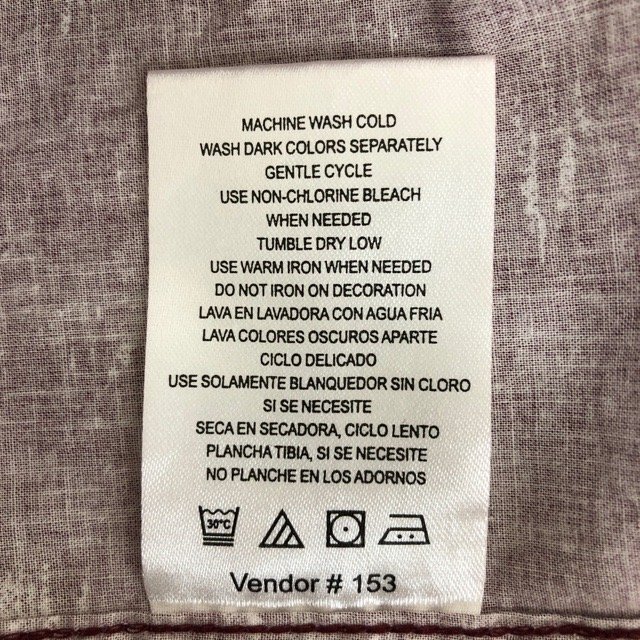 MACHINE WASH COLD
WASH DARK COLORS SEPARATELY
GENTLE CYCLE
USE NON-CHLORINE BLEACH
WHEN NEEDED
TUMBLE DRY LOW
USE WARM IRON WHEN NEEDED
DO NOT IRON ON DECORATION
LAVA EN LAVADORA CON AGUA FRIA
LAVA COLORES OSCUROS APARTE
CICLO DELICADO
USE SOLAMENTE BLANQUEDOR SIN CLORO
SI SE NECESITE
SECA EN SECADORA, CICLO LENTO
PLANCHA TIBIA, SI SE NECESITE
NO PLANCHE EN LOS ADORNOS
30°C
Vendor # 153